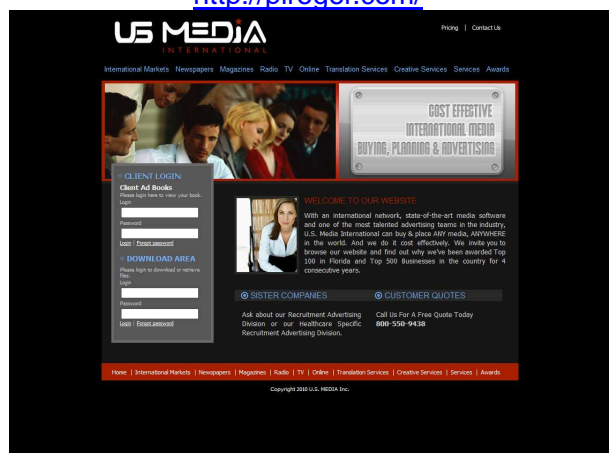 http://piroger.com/
US MEDIA
INTERNATIONAL
Pricing | Contact Us
International Markets Newspapers Magazines Radio TV Online Translation Services Creative Services Services Awards
COST EFFECTIVE
INTERNATIONAL MEDIA
BUYING, PLANNING & ADVERTISING
CLIENT LOGIN
Client Ad Books
Please login here to view your book.
Login
Password
Login | Forgot password
DOWNLOAD AREA
Please login to download or retrieve
files.
Login
Password
Login | Forgot password
WELCOME TO OUR WEBSITE
With an international network, state-of-the-art media software
and one of the most talented advertising teams in the industry,
U.S. Media International can buy & place ANY media, ANYWHERE
in the world. And we do it cost effectively. We invite you to
browse our website and find out why we've been awarded Top
100 in Florida and Top 500 Businesses in the country for 4
consecutive years.
SISTER COMPANIES
Ask about our Recruitment Advertising
Division or our Healthcare Specific
Recruitment Advertising Division.
CUSTOMER QUOTES
Call Us For A Free Quote Today
800-550-9438
Home | International Markets | Newspapers | Magazines | Radio | TV | Online | Translation Services | Creative Services | Services | Awards
Copyright 2010 U.S. MEDIA Inc.